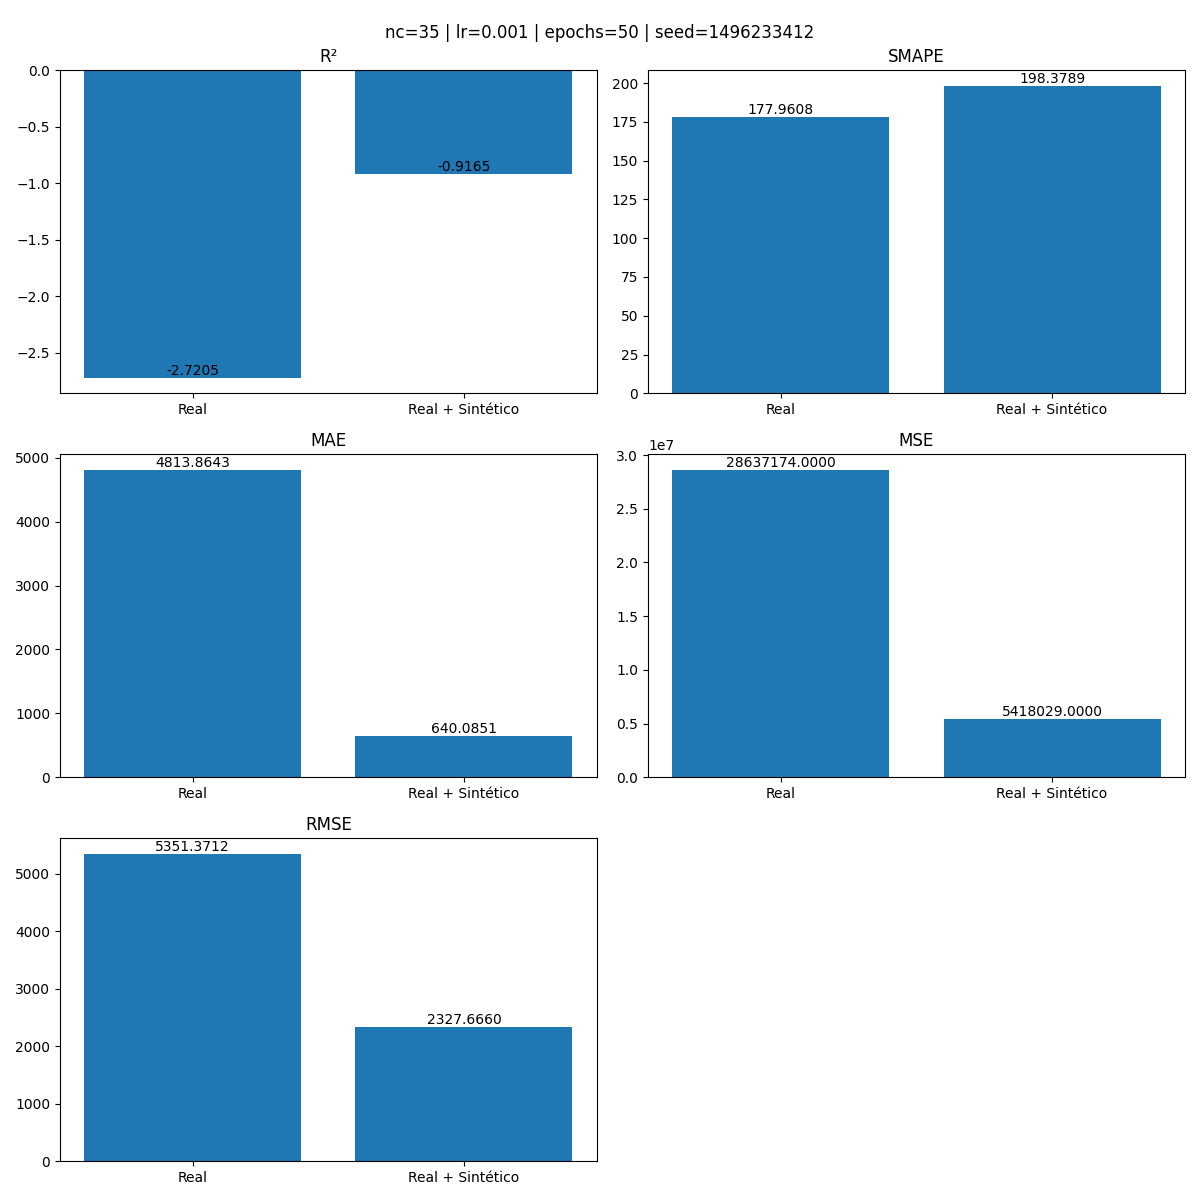 nc=35 | lr=0.001 | epochs=50 | seed=1496233412
R²
0.0
−0.5
−1.0
−1.5
−2.0
−2.5
-2.7205
-0.9165
Real
Real + Sintético
SMAPE
200
175
150
125
100
75
50
25
0
177.9608
198.3789
Real
Real + Sintético
MAE
5000
4000
3000
2000
1000
0
4813.8643
640.0851
Real
Real + Sintético
MSE
1e7
3.0
2.5
2.0
1.5
1.0
0.5
0.0
28637174.0000
5418029.0000
Real
Real + Sintético
RMSE
5000
4000
3000
2000
1000
0
5351.3712
2327.6660
Real
Real + Sintético